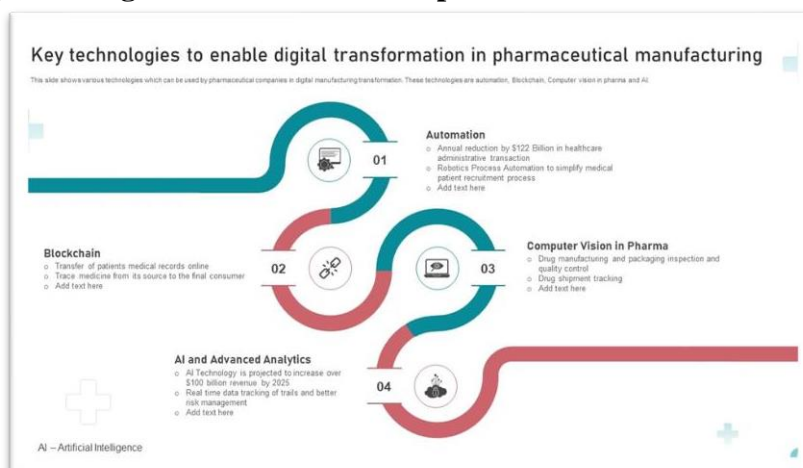 Key technologies to enable digital transformation in pharmaceutical manufacturing
This slide shows various technologies which can be used by pharmaceutical companies in digital manufacturing transformation. These technologies are automation, Blockchain, Computer vision in pharma and AI.
01
Automation
o Annual reduction by $122 Billion in healthcare
administrative transaction
o Robotics Process Automation to simplify medical
patient recruitment process
o Add text here
Blockchain
o Transfer of patients medical records online
o Trace medicine from its source to the final consumer
o Add text here
02
03
Computer Vision in Pharma
o Drug manufacturing and packaging inspection and
quality control
o Drug shipment tracking
o Add text here
AI and Advanced Analytics
o AI Technology is projected to increase over
$100 billion revenue by 2025
o Real time data tracking of trails and better
risk management
o Add text here
04
AI – Artificial Intelligence